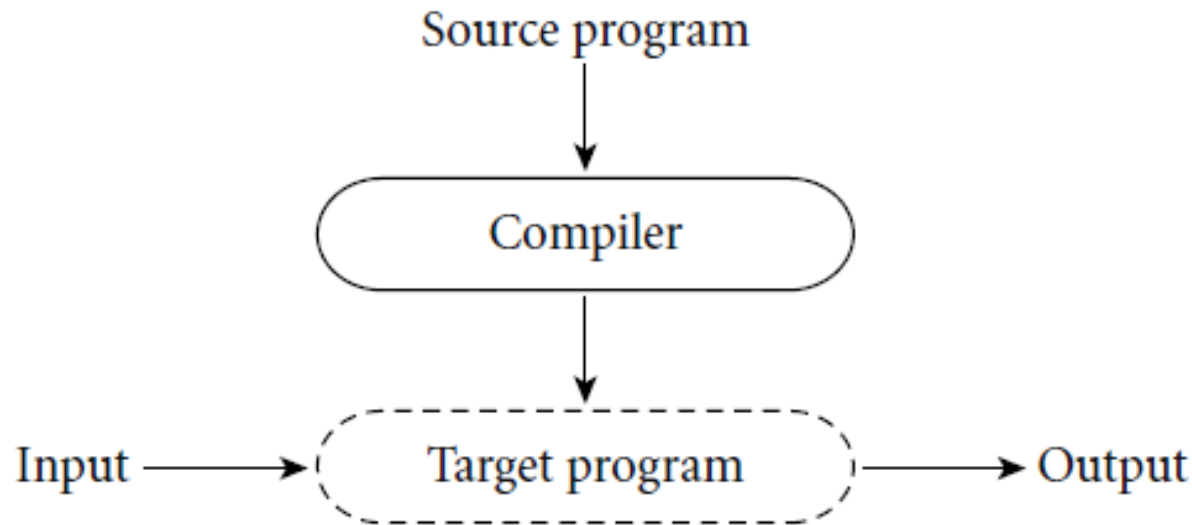 Source program
Compiler
Input
Target program
Output